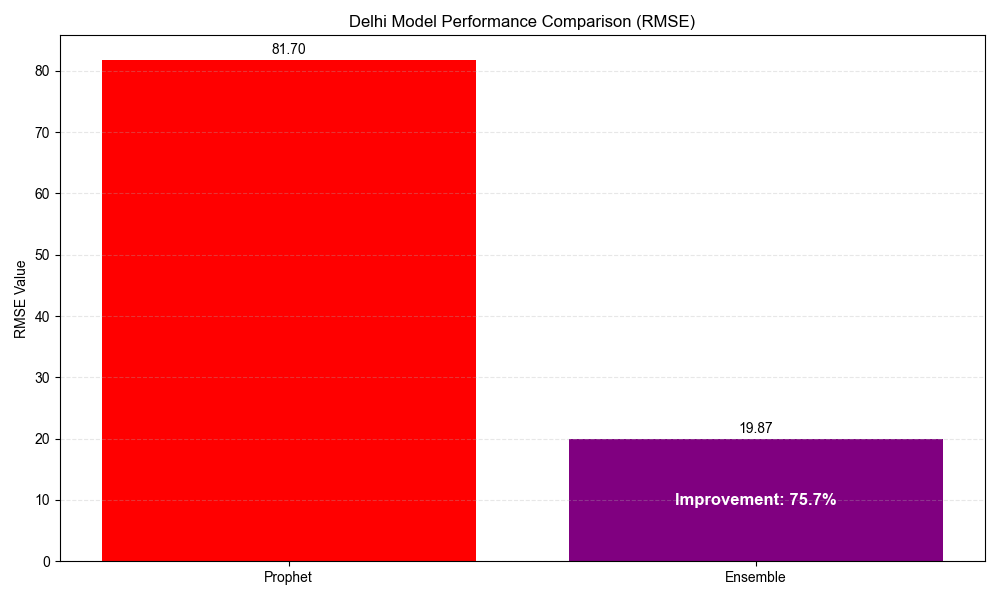 Delhi Model Performance Comparison (RMSE)
81.70
80
70
60
50
40
30
20
10
0
RMSE Value
19.87
Improvement: 75.7%
Prophet
Ensemble